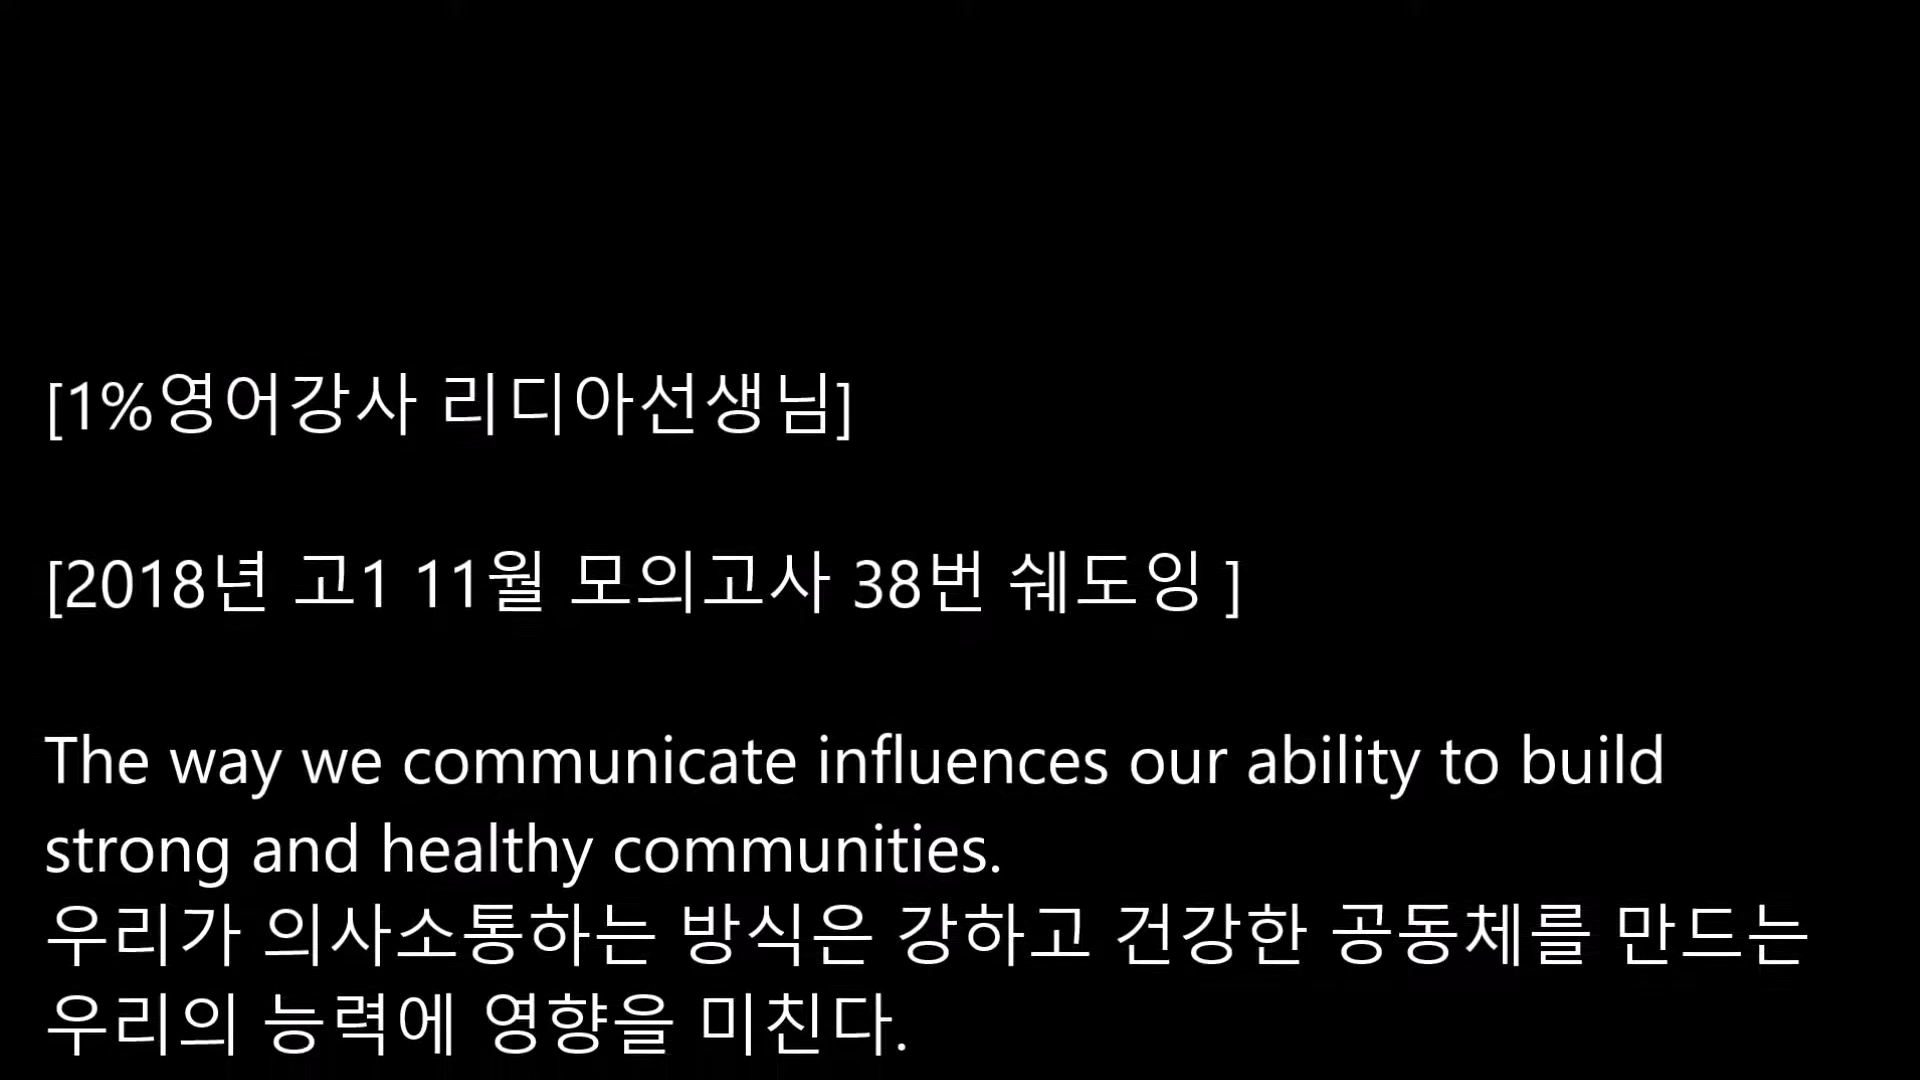 [1%영어강사 리디아선생님]
[2018년 고1 11월 모의고사 38번 쉐도잉 ]
The way we communicate influences our ability to build
strong and healthy communities.
우리가 의사소통하는 방식은 강하고 건강한 공동체를 만드는
우리의 능력에 영향을 미친다.